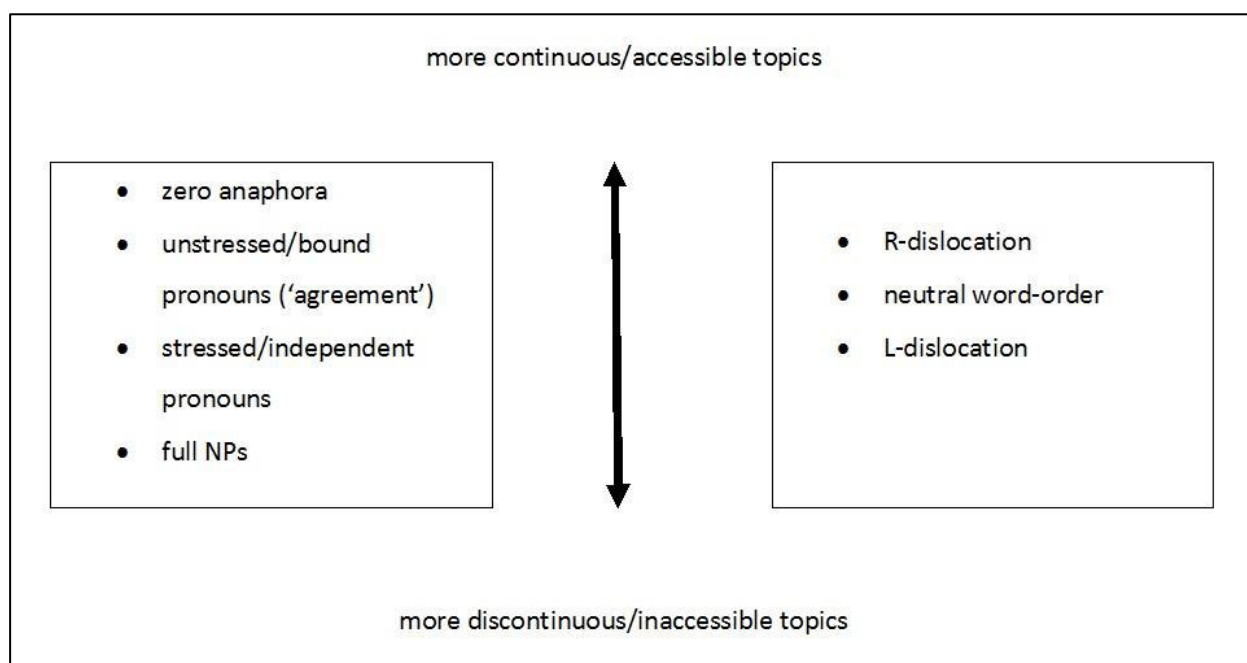 more continuous/accessible topics
• zero anaphora
• unstressed/bound
pronouns (‘agreement’)
• stressed/independent
pronouns
• full NPs
• R-dislocation
• neutral word-order
• L-dislocation
more discontinuous/inaccessible topics